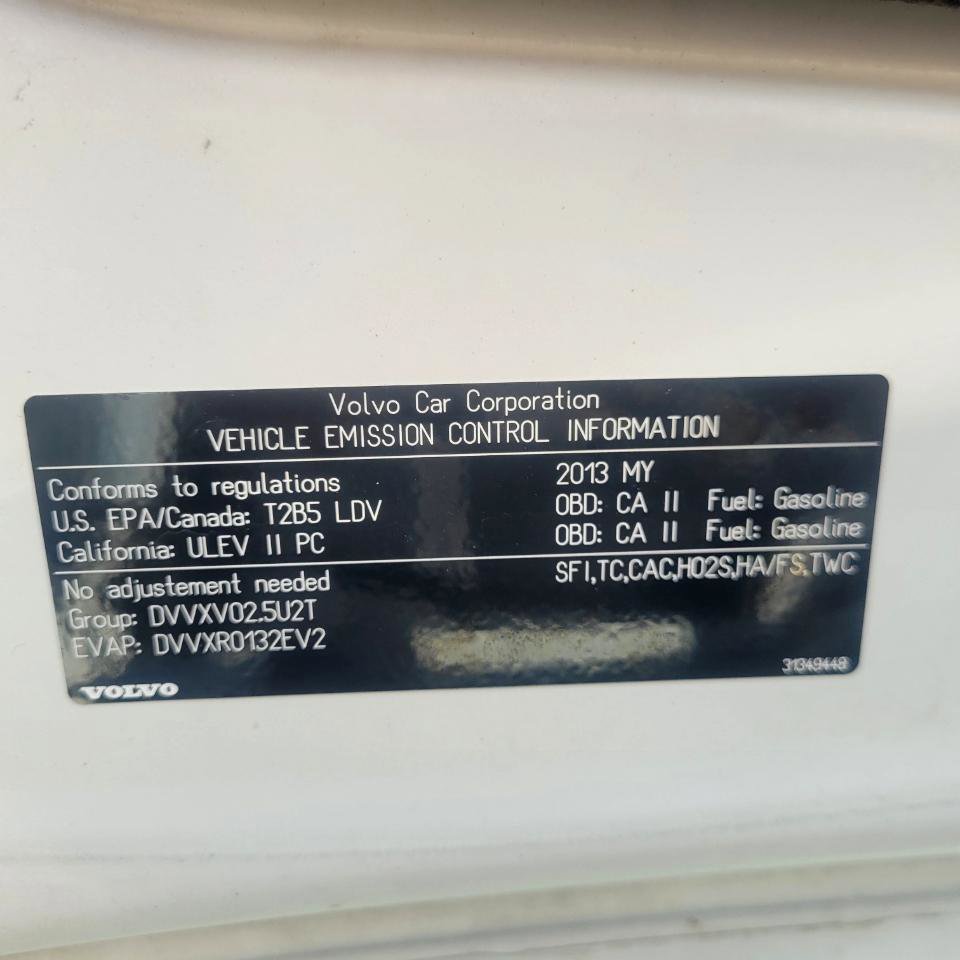 Volvo Car Corporation
VEHICLE EMISSION CONTROL INFORMATION
Conforms to regulations 2013 MY
U.S. EPA/Canada: T2B5 LDV OBD: CA II Fuel: Gasoline
California: ULEV II PC OBD: CA II Fuel: Gasoline
No adjustement needed SFI,TC,CAC,HO2S,HA/FS,TWC
Group: DVVXV02.5U2T
EVAP: DVVXR0132EV2
31349448
VOLVO